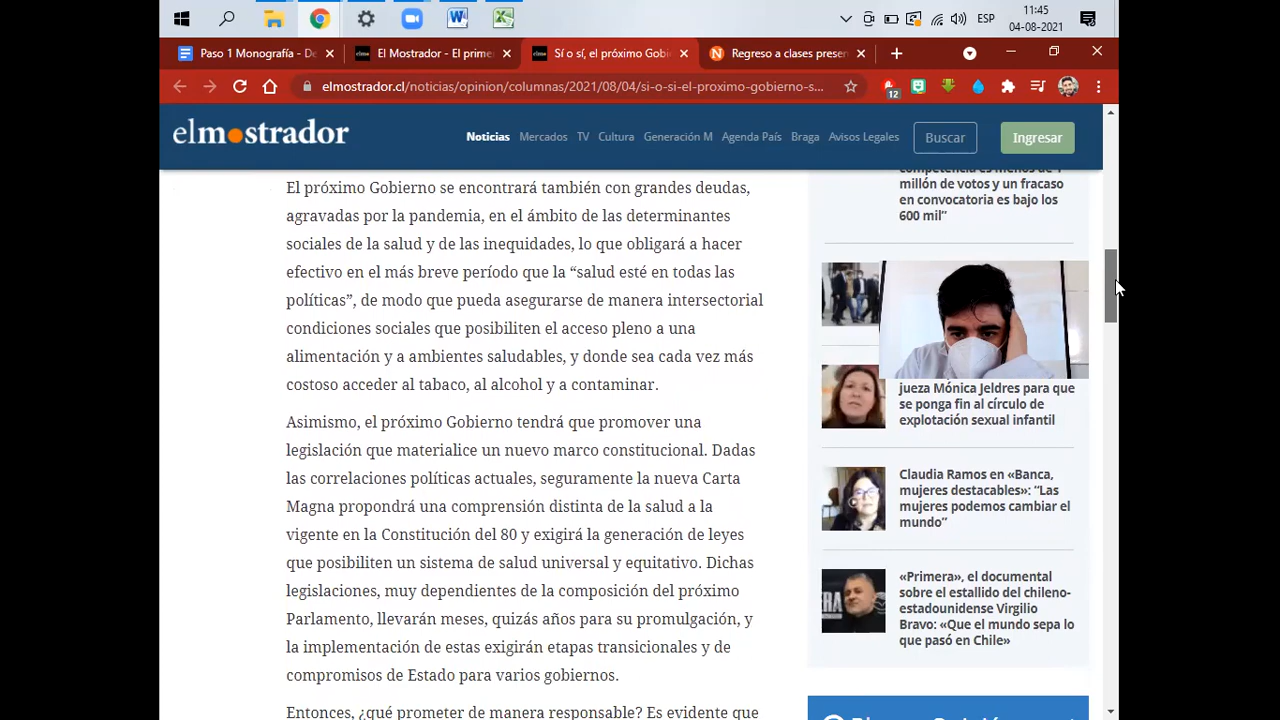 11:45
ESP
04-08-2021
Paso 1 Monografía - De
El Mostrador - El prime
Sí o sí, el próximo Gobi
Regreso a clases presen
12
elmostrador.cl/noticias/opinion/columnas/2021/08/04/si-o-si-el-proximo-gobierno-s...
elmostrador
Noticias
Mercados
TV
Cultura
Generación M
Agenda País
Braga
Avisos Legales
Buscar
Ingresar
El próximo Gobierno se encontrará también con grandes deudas,
agravadas por la pandemia, en el ámbito de las determinantes
sociales de la salud y de las inequidades, lo que obligará a hacer
efectivo en el más breve período que la “salud esté en todas las
políticas”, de modo que pueda asegurarse de manera intersectorial
condiciones sociales que posibiliten el acceso pleno a una
alimentación y a ambientes saludables, y donde sea cada vez más
costoso acceder al tabaco, al alcohol y a contaminar.
Asimismo, el próximo Gobierno tendrá que promover una
legislación que materialice un nuevo marco constitucional. Dadas
las correlaciones políticas actuales, seguramente la nueva Carta
Magna propondrá una comprensión distinta de la salud a la
vigente en la Constitución del 80 y exigirá la generación de leyes
que posibiliten un sistema de salud universal y equitativo. Dichas
legislaciones, muy dependientes de la composición del próximo
Parlamento, llevarán meses, quizás años para su promulgación, y
la implementación de estas exigirán etapas transicionales y de
compromisos de Estado para varios gobiernos.
Entonces, ¿qué prometer de manera responsable? Es evidente que
competencia es menos de 1
millón de votos y un fracaso
en convocatoria es bajo los
600 mil”
jueza Mónica Jeldres para que
se ponga fin al círculo de
explotación sexual infantil
Claudia Ramos en «Banca,
mujeres destacables»: “Las
mujeres podemos cambiar el
mundo”
«Primera», el documental
sobre el estallido del chileno-
estadounidense Virgilio
Bravo: «Que el mundo sepa lo
que pasó en Chile»